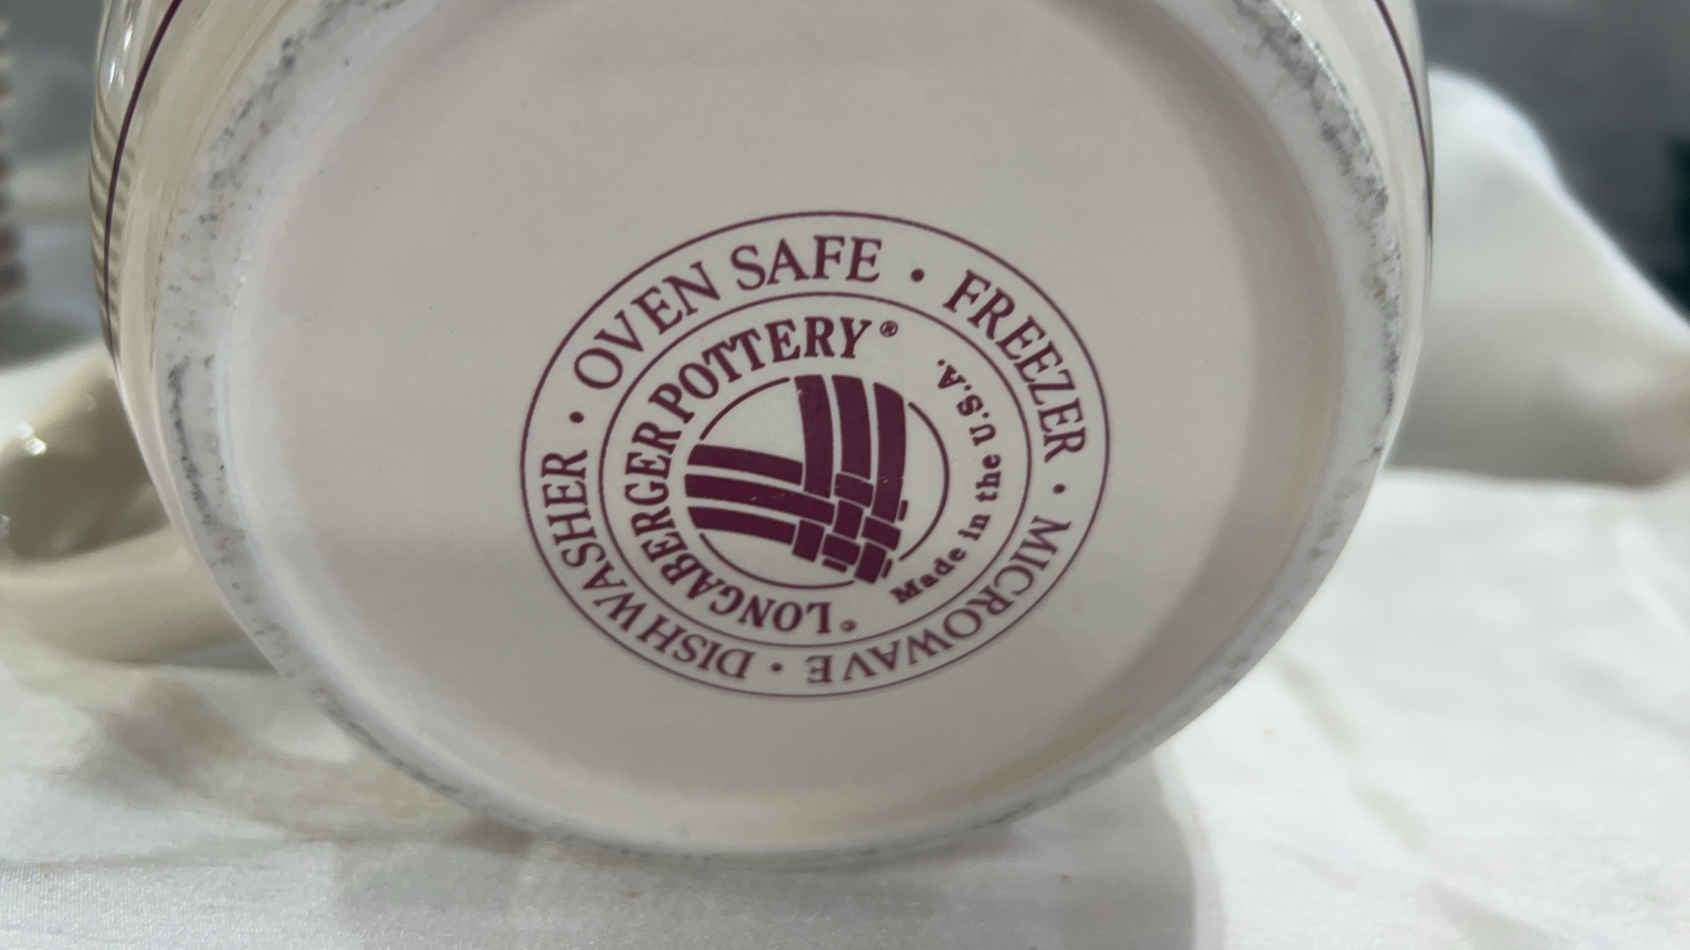 OVEN SAFE • FREEZER • MICROWAVE • DISHWASHER •
LONGABERGER POTTERY®
Made in the U.S.A.